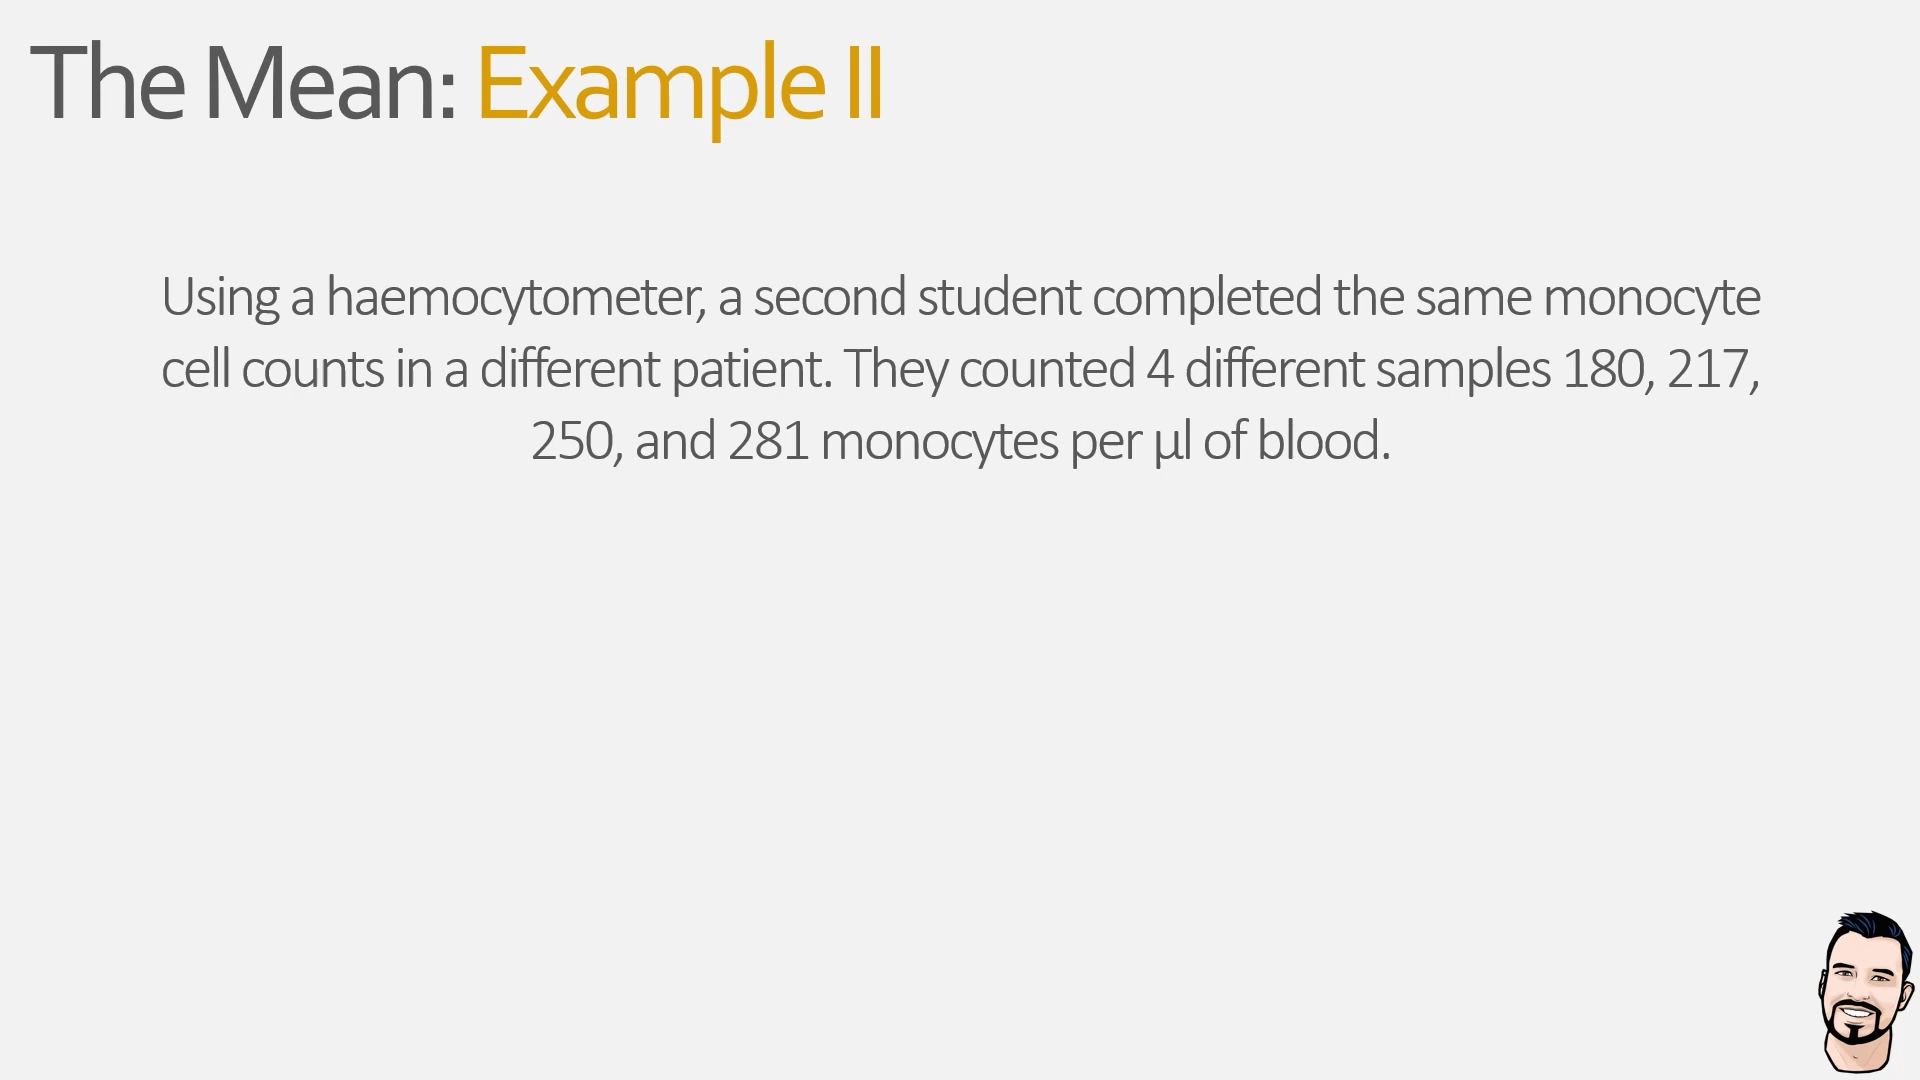 The Mean: Example II
Using a haemocytometer, a second student completed the same monocyte
cell counts in a different patient. They counted 4 different samples 180, 217,
250, and 281 monocytes per µl of blood.